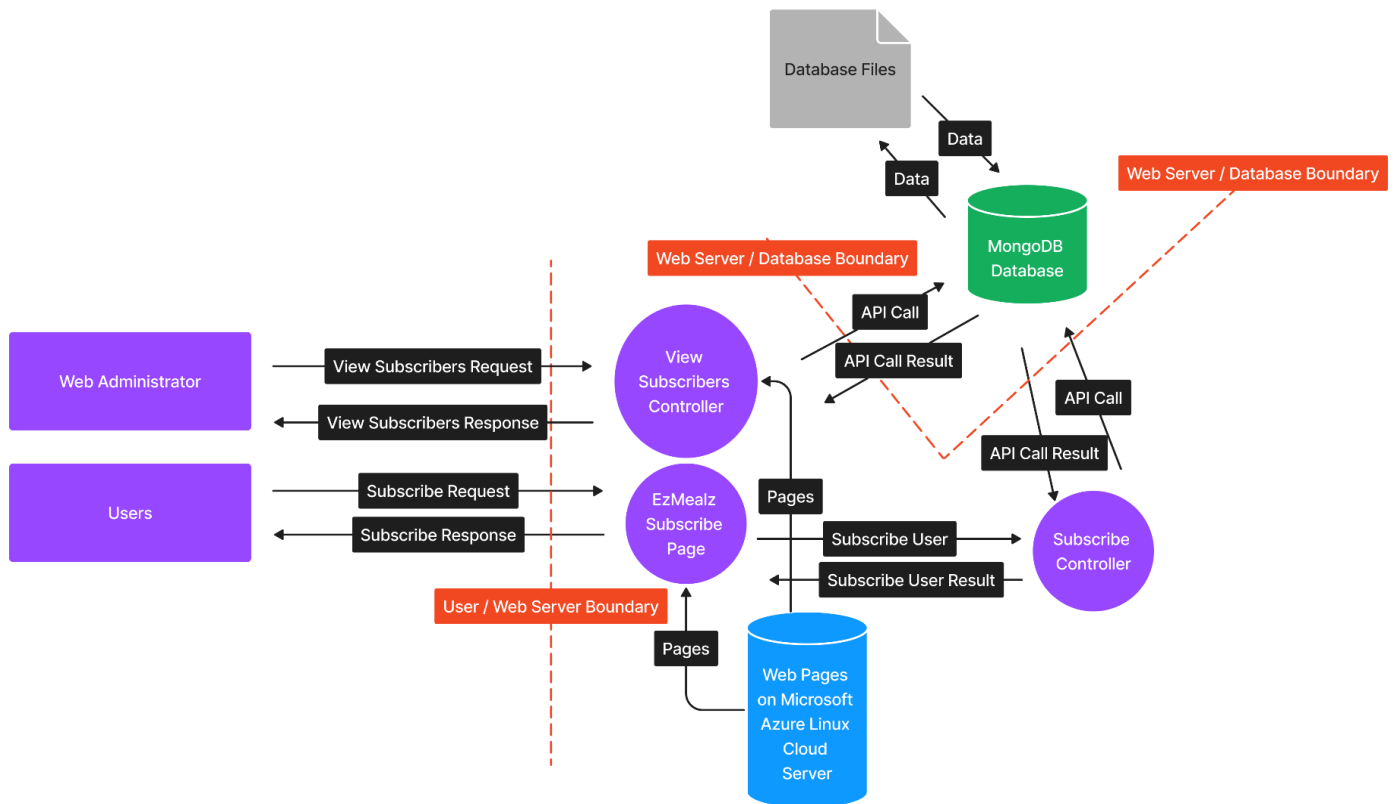 Database Files
Data
Data
Web Server / Database Boundary
MongoDB
Database
Web Server / Database Boundary
API Call
API Call Result
Web Administrator
View Subscribers Request
View Subscribers Response
View
Subscribers
Controller
API Call
API Call Result
Users
Subscribe Request
Subscribe Response
EzMealz
Subscribe
Page
Pages
Subscribe User
Subscribe User Result
Subscribe
Controller
User / Web Server Boundary
Pages
Web Pages
on Microsoft
Azure Linux
Cloud
Server